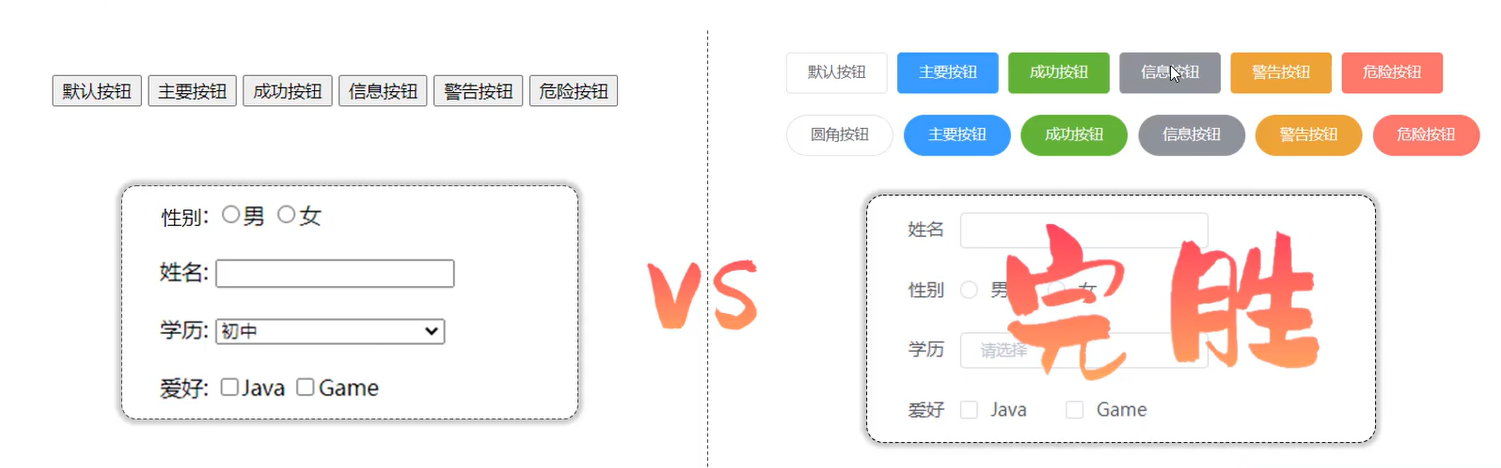 默认按钮 主要按钮 成功按钮 信息按钮 警告按钮 危险按钮
性别: 男 女
姓名:
学历: 初中
爱好: Java Game
VS
默认按钮 主要按钮 成功按钮 信息按钮 警告按钮 危险按钮
圆角按钮 主要按钮 成功按钮 信息按钮 警告按钮 危险按钮
姓名
性别 男 女
学历 请选择
爱好 Java Game
完胜